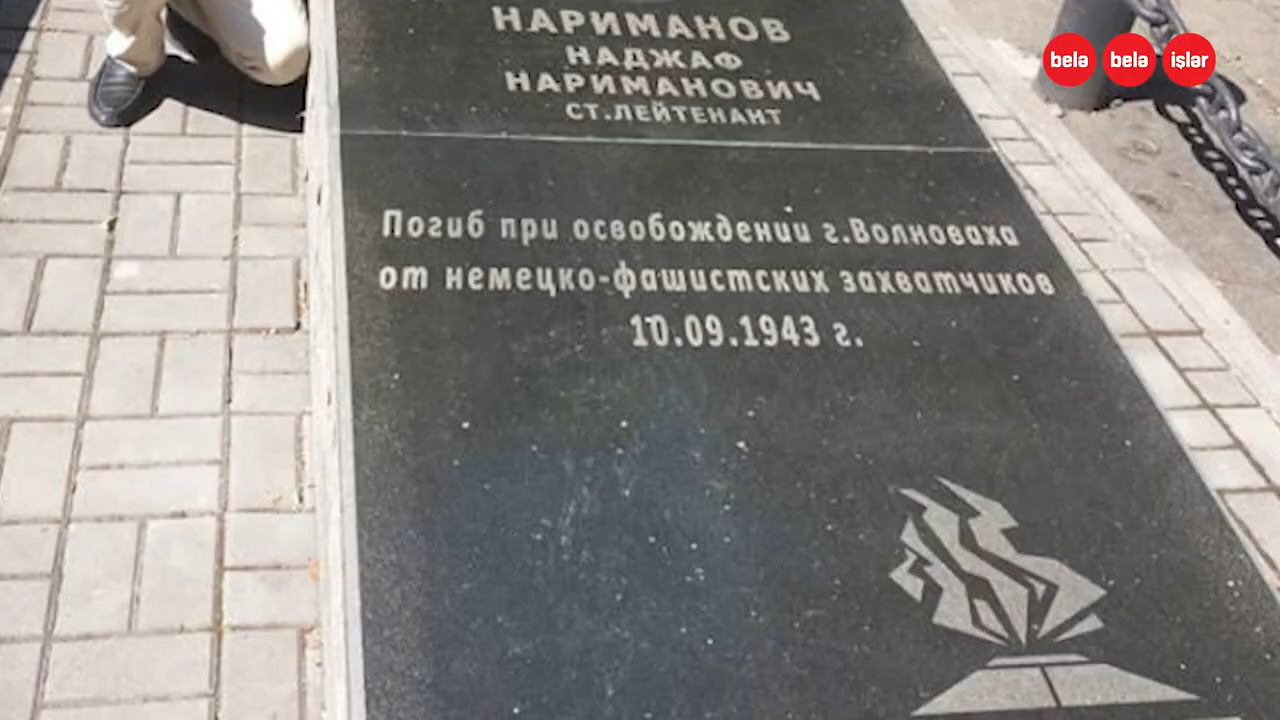 НАРИМАНОВ
НАДЖАФ
НАРИМАНОВИЧ
СТ.ЛЕЙТЕНАНТ
Погиб при освобождении г.Волноваха
от немецко-фашистских захватчиков
10.09.1943 г.
belə belə işlər